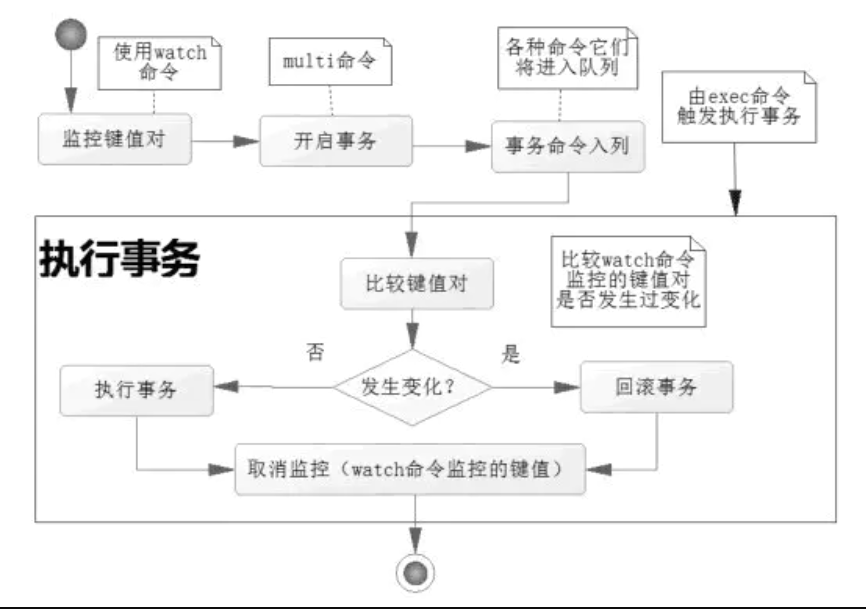 使用watch
命令
multi命令
各种命令它们
将进入队列
由exec命令
触发执行事务
监控键值对
开启事务
事务命令入列
执行事务
比较键值对
比较watch命令
监控的键值对
是否发生过变化
否
是
执行事务
发生变化？
回滚事务
取消监控（watch命令监控的键值）